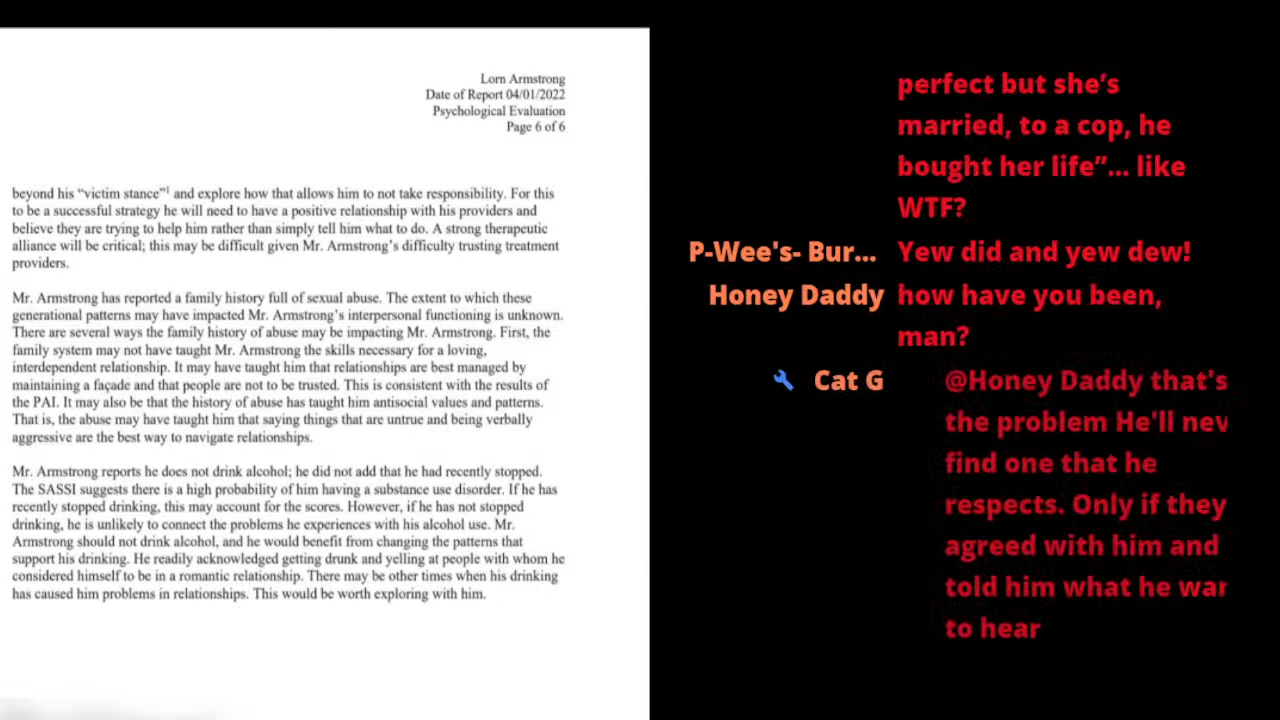 Lorn Armstrong
Date of Report 04/01/2022
Psychological Evaluation
Page 6 of 6
beyond his “victim stance”¹ and explore how that allows him to not take responsibility. For this
to be a successful strategy he will need to have a positive relationship with his providers and
believe they are trying to help him rather than simply tell him what to do. A strong therapeutic
alliance will be critical; this may be difficult given Mr. Armstrong’s difficulty trusting treatment
providers.
Mr. Armstrong has reported a family history full of sexual abuse. The extent to which these
generational patterns may have impacted Mr. Armstrong’s interpersonal functioning is unknown.
There are several ways the family history of abuse may be impacting Mr. Armstrong. First, the
family system may not have taught Mr. Armstrong the skills necessary for a loving,
interdependent relationship. It may have taught him that relationships are best managed by
maintaining a façade and that people are not to be trusted. This is consistent with the results of
the PAI. It may also be that the history of abuse has taught him antisocial values and patterns.
That is, the abuse may have taught him that saying things that are untrue and being verbally
aggressive are the best way to navigate relationships.
Mr. Armstrong reports he does not drink alcohol; he did not add that he had recently stopped.
The SASSI suggests there is a high probability of him having a substance use disorder. If he has
recently stopped drinking, this may account for the scores. However, if he has not stopped
drinking, he is unlikely to connect the problems he experiences with his alcohol use. Mr.
Armstrong should not drink alcohol, and he would benefit from changing the patterns that
support his drinking. He readily acknowledged getting drunk and yelling at people with whom he
considered himself to be in a romantic relationship. There may be other times when his drinking
has caused him problems in relationships. This would be worth exploring with him.
perfect but she’s
married, to a cop, he
bought her life”... like
WTF?
P-Wee's- Bur... Yew did and yew dew!
Honey Daddy how have you been,
man?
Cat G @Honey Daddy that's
the problem He'll nev
find one that he
respects. Only if they
agreed with him and
told him what he wan
to hear